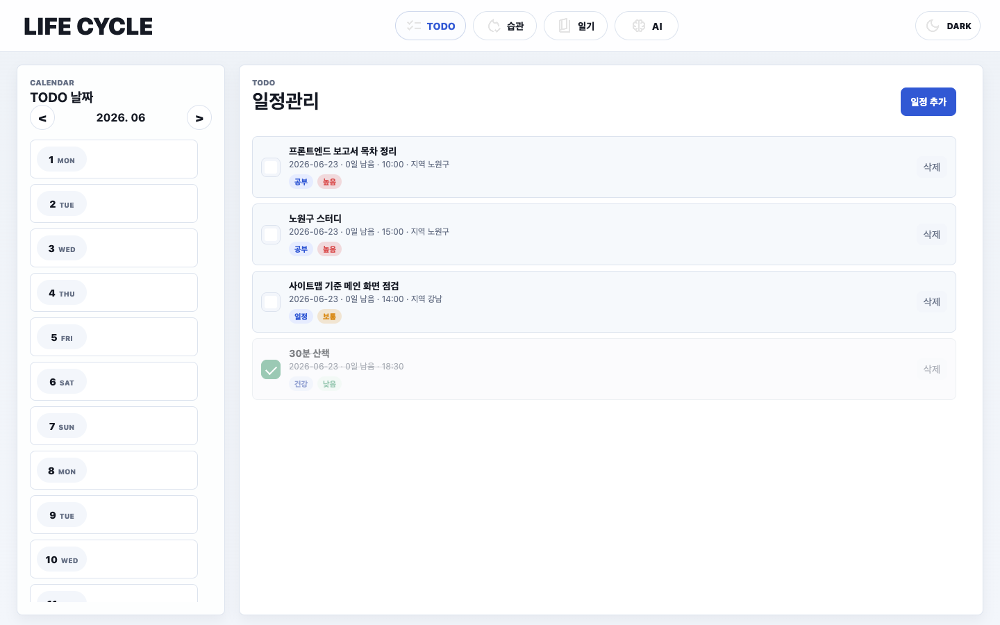 LIFE CYCLE
TODO
습관
일기
AI
DARK
CALENDAR
TODO 날짜
<
2026. 06
>
1 MON
2 TUE
3 WED
4 THU
5 FRI
6 SAT
7 SUN
8 MON
9 TUE
10 WED
TODO
일정관리
일정 추가
프론트엔드 보고서 목차 정리
2026-06-23 · 0일 남음 · 10:00 · 지역 노원구
공부 높음
삭제
노원구 스터디
2026-06-23 · 0일 남음 · 15:00 · 지역 노원구
공부 높음
삭제
사이트맵 기준 메인 화면 점검
2026-06-23 · 0일 남음 · 14:00 · 지역 강남
일정 보통
삭제
30분 산책
2026-06-23 · 0일 남음 · 18:30
건강 낮음
삭제